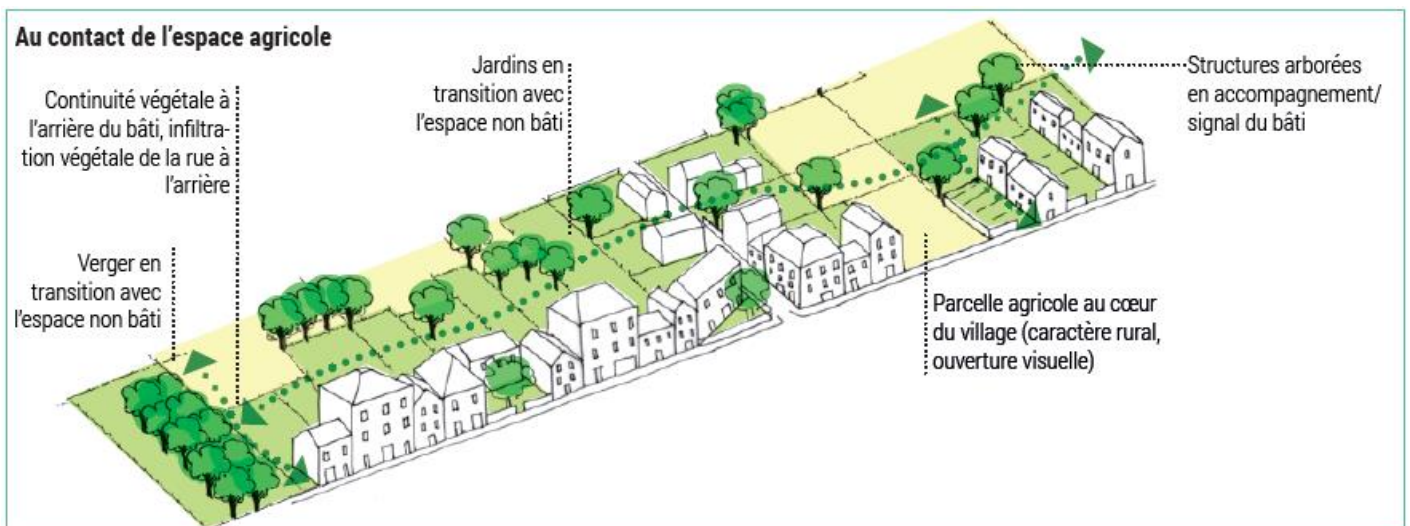 Au contact de l’espace agricole
Continuité végétale à
l’arrière du bâti, infiltra-
tion végétale de la rue à
l’arrière
Verger en
transition avec
l’espace non bâti
Jardins en
transition avec
l’espace non bâti
Structures arborées
en accompagnement/
signal du bâti
Parcelle agricole au cœur
du village (caractère rural,
ouverture visuelle)